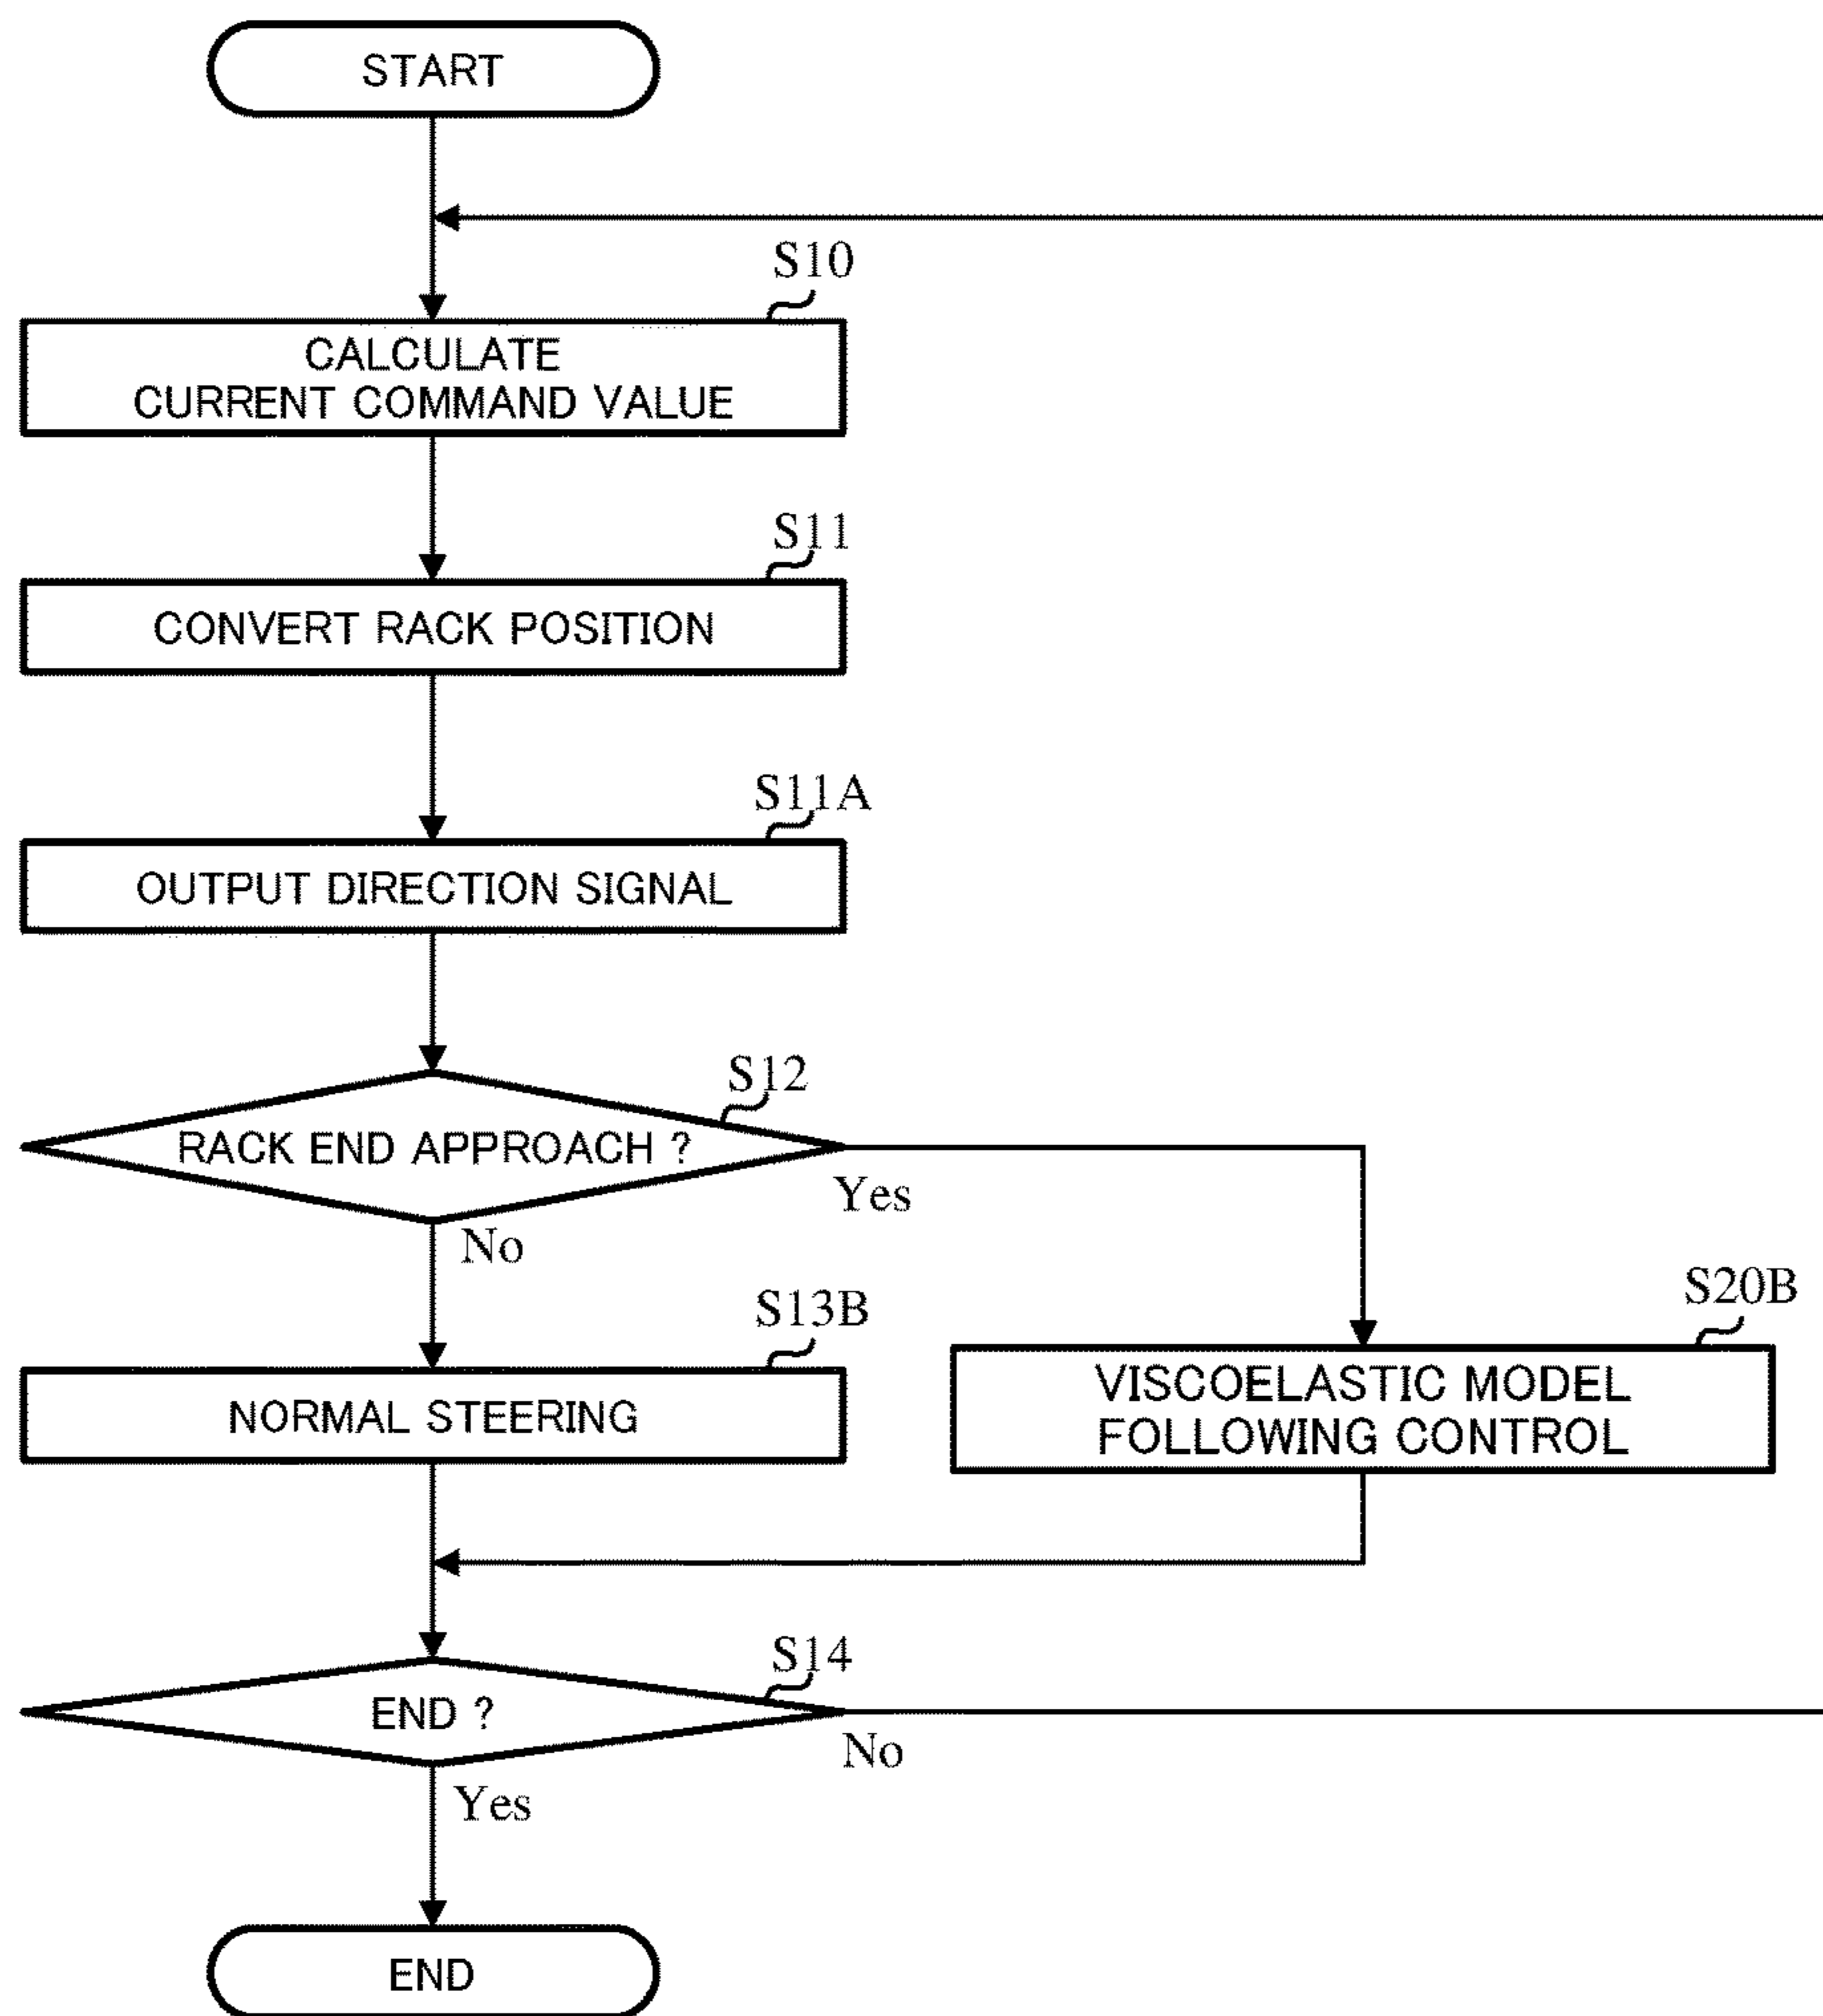 START
S10
CALCULATE
CURRENT COMMAND VALUE
S11
CONVERT RACK POSITION
S11A
OUTPUT DIRECTION SIGNAL
S12
RACK END APPROACH ?
Yes
No
S13B
NORMAL STEERING
S20B
VISCOELASTIC MODEL
FOLLOWING CONTROL
S14
END ?
No
Yes
END